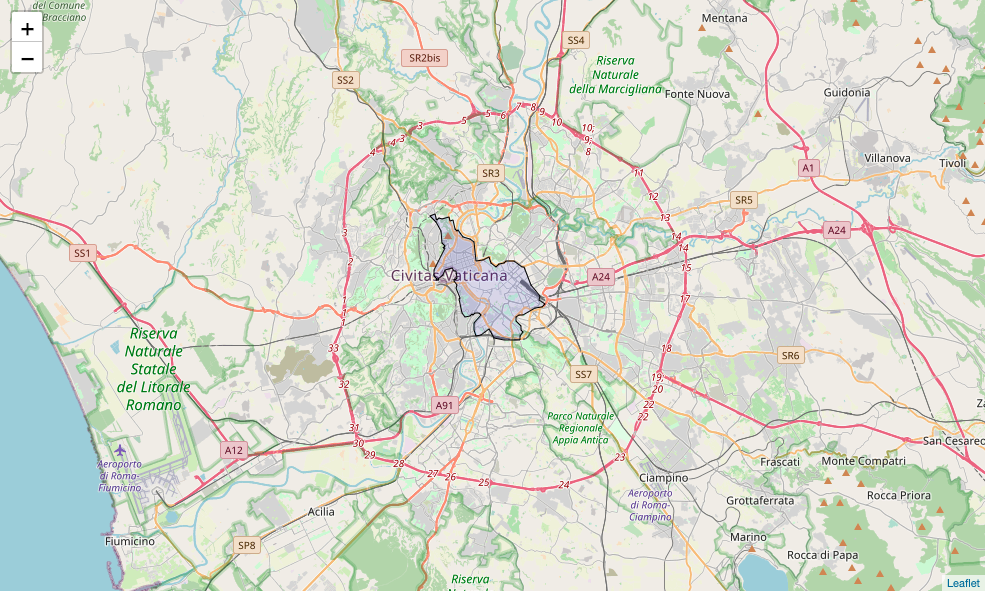 del Comune
Bracciano
+
−
Mentana
SS4
SR2bis
Riserva
Naturale
della Marcigliana
SS2
Fonte Nuova
Guidonia
5
5
6
7
8
9
10
3
3
4
4
10;
9;
8
Villanova
Tivoli
A1
11
SR3
12
SR5
13
A24
3
14
14
SS1
2
15
Civitas Vaticana
A24
1
1
17
Riserva
Naturale
Statale
del Litorale
Romano
33
18
SR6
32
SS7
19
20
A91
22
22
31
Parco Naturale
Regionale
Appia Antica
30
A12
San Cesareo
29
28
23
Aeroporto
di Roma-
Fiumicino
27
26
25
24
Frascati
Monte Compatri
Ciampino
Aeroporto
di Roma-
Ciampino
Grottaferrata
Rocca Priora
Acilia
Fiumicino
SP8
Marino
Rocca di Papa
Riserva
Leaflet